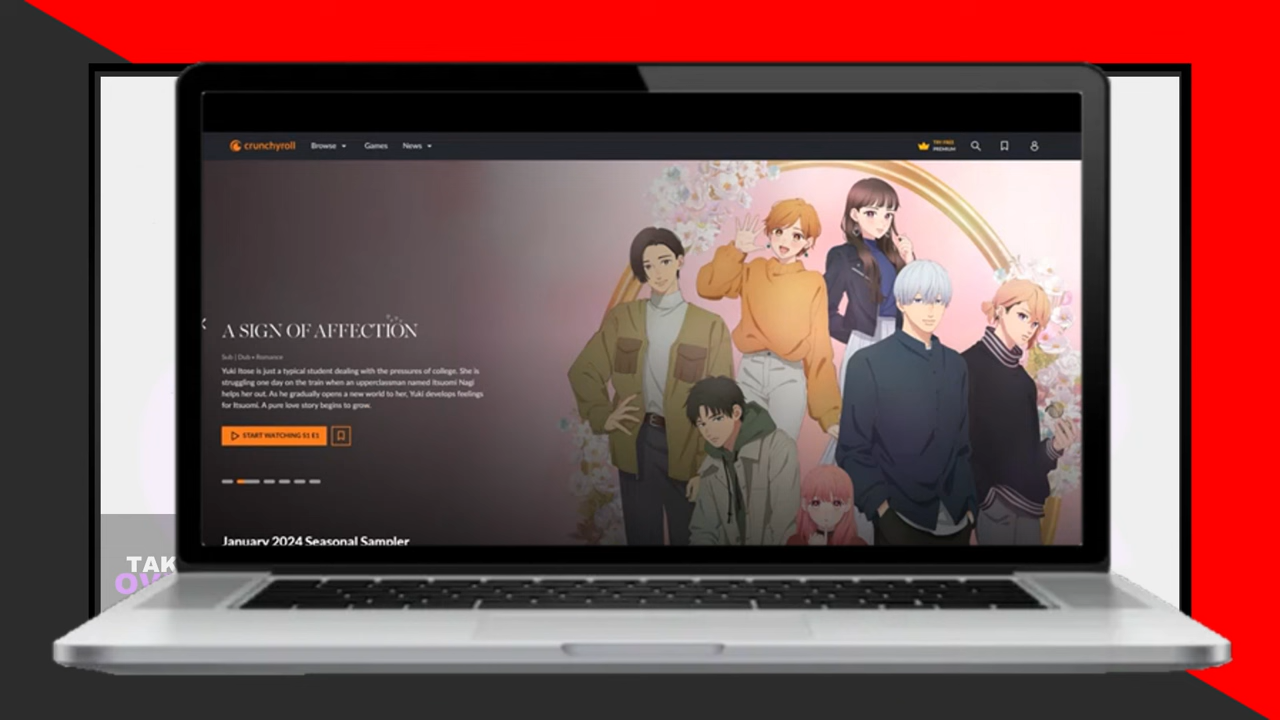 crunchyroll Browse Games News TRY FREE
PREMIUM
A SIGN OF AFFECTION
Sub | Dub • Romance
Yuki Itose is just a typical student dealing with the pressures of college. She is
struggling one day on the train when an upperclassman named Itsuomi Nagi
helps her out. As he gradually opens a new world to her, Yuki develops feelings
for Itsuomi. A pure love story begins to grow.
START WATCHING S1 E1
January 2024 Seasonal Sampler
TAK
OV